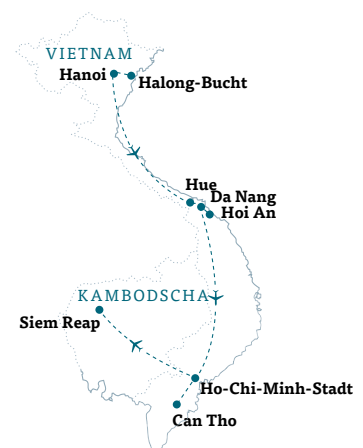 VIETNAM
Hanoi
Halong-Bucht
Hue
Da Nang
Hoi An
KAMBODSCHA
Siem Reap
Ho-Chi-Minh-Stadt
Can Tho